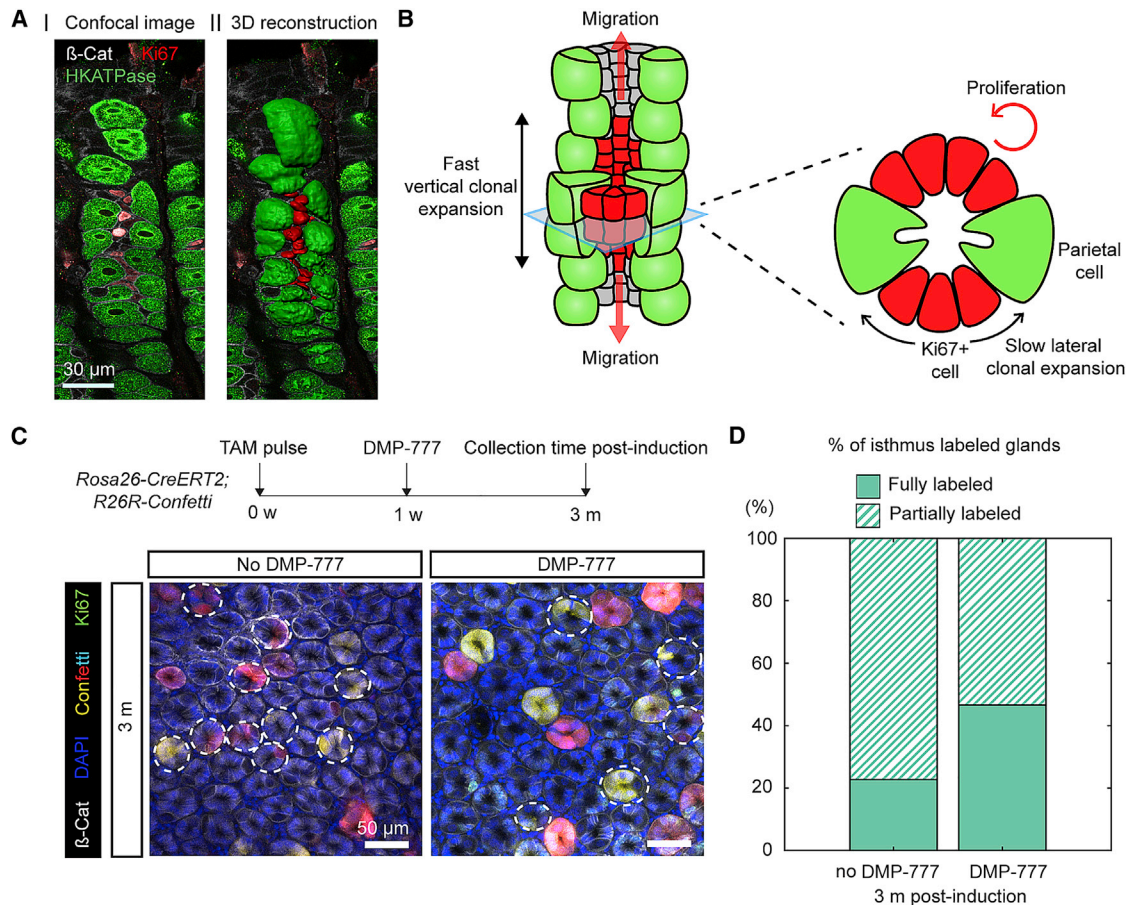 A
I Confocal image
II 3D reconstruction
ß-Cat Ki67
HKATPase
30 µm
B
Migration
Fast
vertical clonal
expansion
Migration
Proliferation
Parietal
cell
Ki67+
cell
Slow lateral
clonal expansion
C
TAM pulse
DMP-777
Collection time post-induction
Rosa26-CreERT2;
R26R-Confetti
0 w
1 w
3 m
No DMP-777
DMP-777
ß-Cat DAPI Confetti Ki67
3 m
50 µm
D
% of isthmus labeled glands
Fully labeled
Partially labeled
(%)
100
80
60
40
20
0
no DMP-777
DMP-777
3 m post-induction